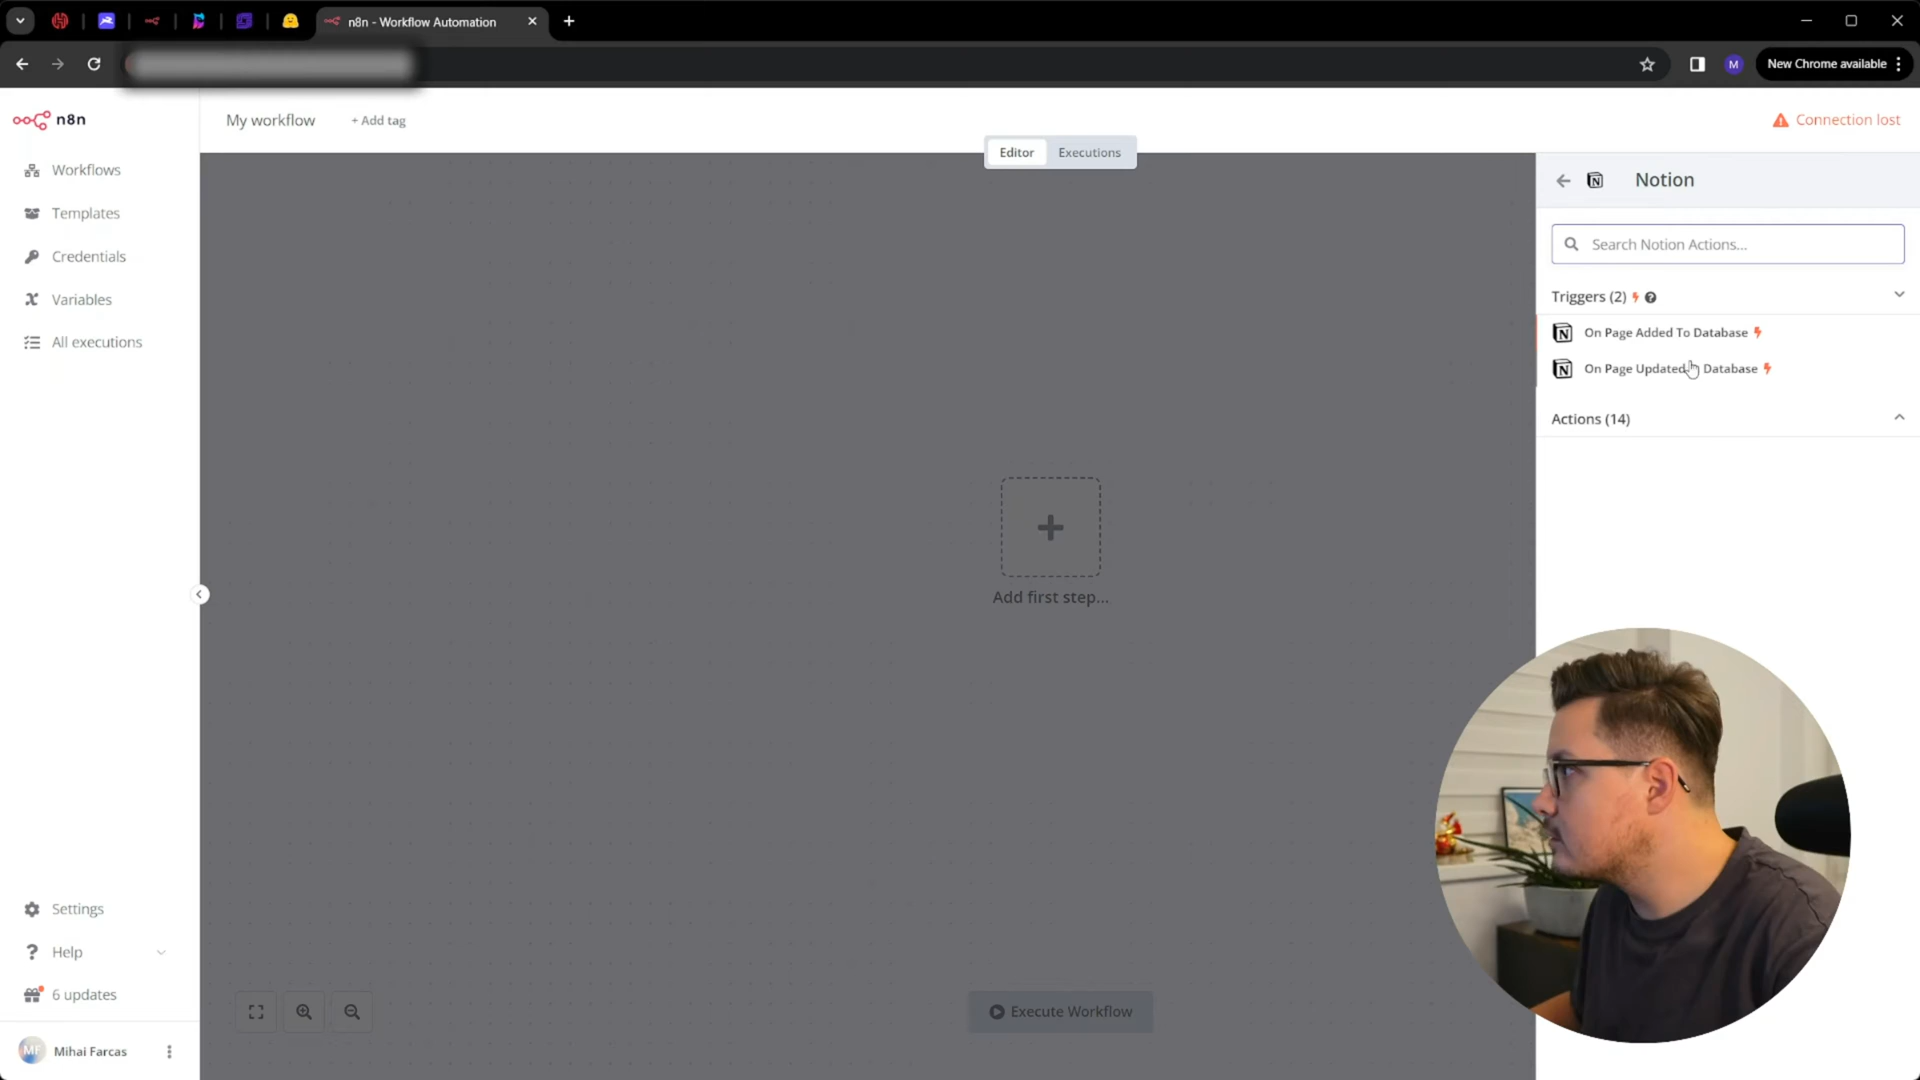 n8n - Workflow Automation
New Chrome available
M
n8n
My workflow
+ Add tag
Connection lost
Editor
Executions
Workflows
Templates
Credentials
Variables
All executions
Notion
Search Notion Actions...
Triggers (2)
On Page Added To Database
On Page Updated
Database
Actions (14)
Add first step...
Execute Workflow
Settings
Help
6 updates
MF
Mihai Farcas